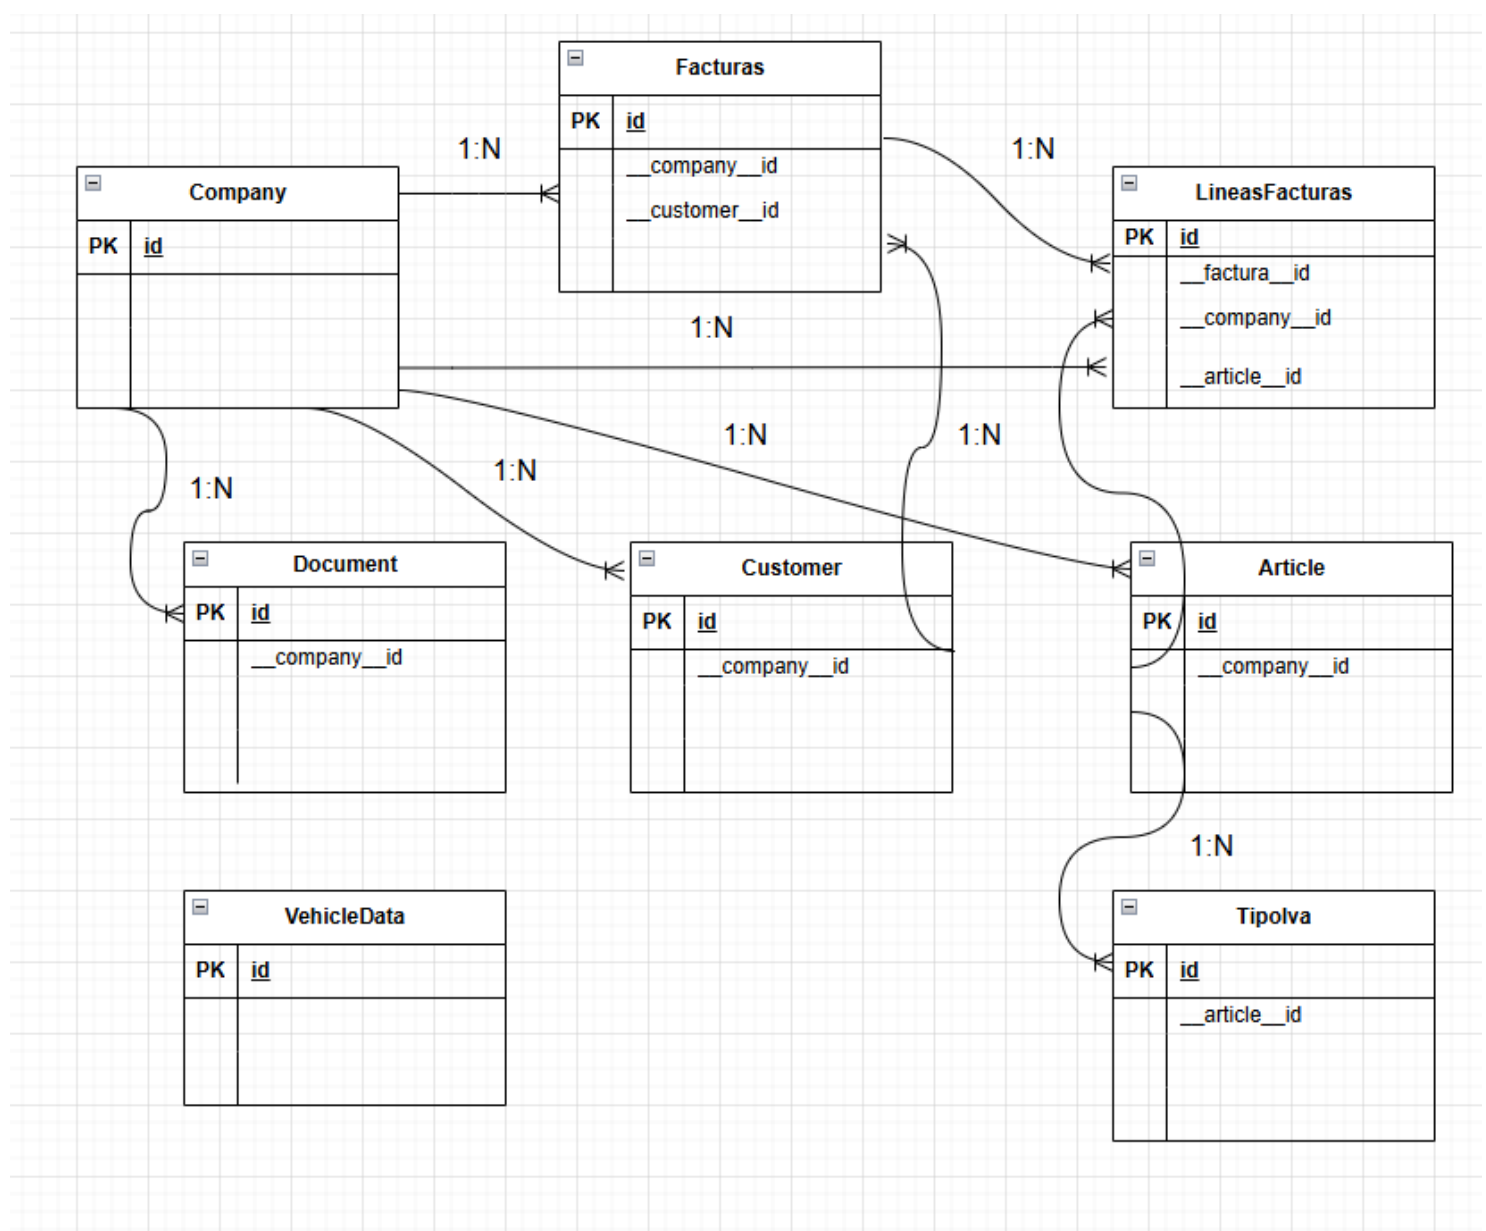 Facturas
PK id
__company__id
__customer__id
1:N
1:N
Company
PK id
LineasFacturas
PK id
__factura__id
__company__id
__article__id
1:N
1:N
1:N
1:N
1:N
Document
PK id
__company__id
Customer
PK id
__company__id
Article
PK id
__company__id
1:N
VehicleData
PK id
TipoIva
PK id
__article__id